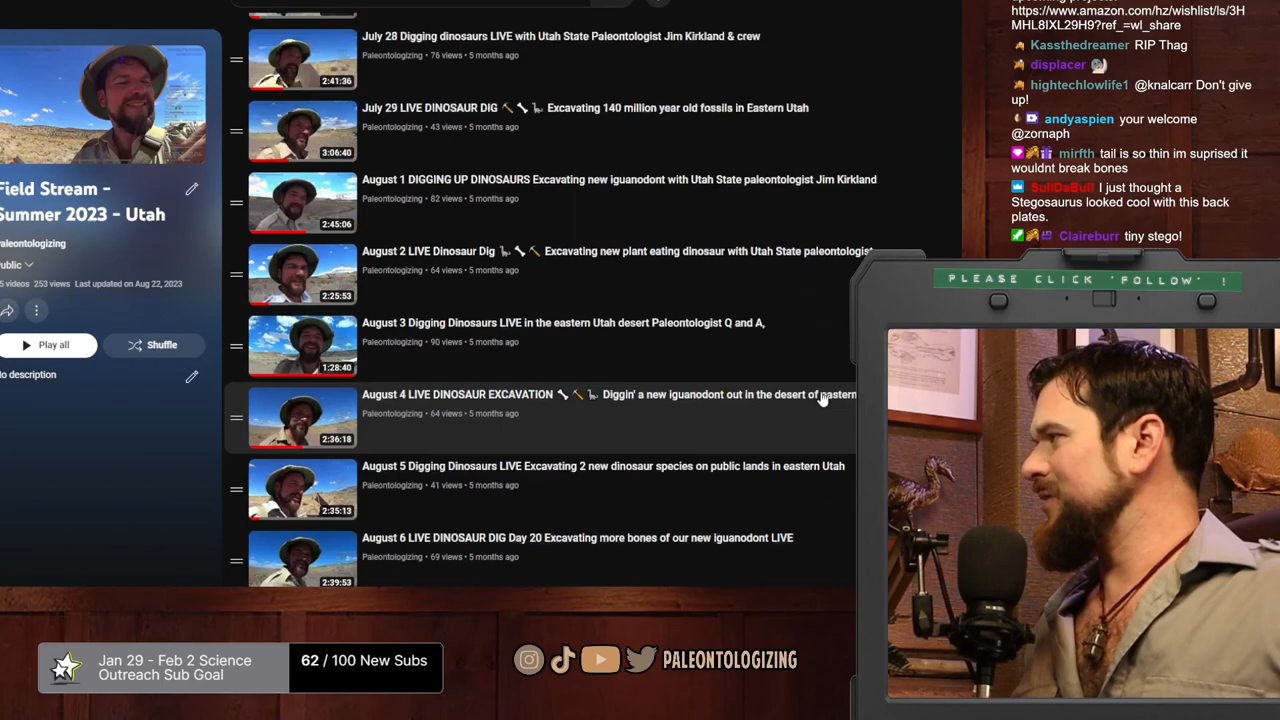 https://www.amazon.com/hz/wishlist/ls/3H
MHL8IXL29H9?ref_=wl_share
Kassthedreamer RIP Thag
displacer
hightechlowlife1 @knalcarr Don't give
up!
andyaspien your welcome
@zornaph
mirfth tail is so thin im suprised it
wouldnt break bones
SuliDaBull I just thought a
Stegosaurus looked cool with this back
plates.
Claireburr tiny stego!
PLEASE CLICK 'FOLLOW' !
Field Stream -
Summer 2023 - Utah
Last updated on Aug 22, 2023
253 views
Play all
Shuffle
July 28 Digging dinosaurs LIVE with Utah State Paleontologist Jim Kirkland & crew
Paleontologizing • 76 views • 5 months ago
2:41:36
July 29 LIVE DINOSAUR DIG ⛏️ 🦴 🦕 Excavating 140 million year old fossils in Eastern Utah
Paleontologizing • 43 views • 5 months ago
3:06:40
August 1 DIGGING UP DINOSAURS Excavating new iguanodont with Utah State paleontologist Jim Kirkland
Paleontologizing • 82 views • 5 months ago
2:45:06
August 2 LIVE Dinosaur Dig 🦕 🦴 ⛏️ Excavating new plant eating dinosaur with Utah State paleontologist
Paleontologizing • 64 views • 5 months ago
2:25:53
August 3 Digging Dinosaurs LIVE in the eastern Utah desert Paleontologist Q and A,
Paleontologizing • 90 views • 5 months ago
1:28:40
August 4 LIVE DINOSAUR EXCAVATION 🦴 ⛏️ 🦕 Diggin' a new iguanodont out in the desert of eastern
Paleontologizing • 64 views • 5 months ago
2:36:18
August 5 Digging Dinosaurs LIVE Excavating 2 new dinosaur species on public lands in eastern Utah
Paleontologizing • 41 views • 5 months ago
2:35:13
August 6 LIVE DINOSAUR DIG Day 20 Excavating more bones of our new iguanodont LIVE
Paleontologizing • 69 views • 5 months ago
2:39:53
Jan 29 - Feb 2 Science
Outreach Sub Goal
62 / 100 New Subs
PALEONTOLOGIZING